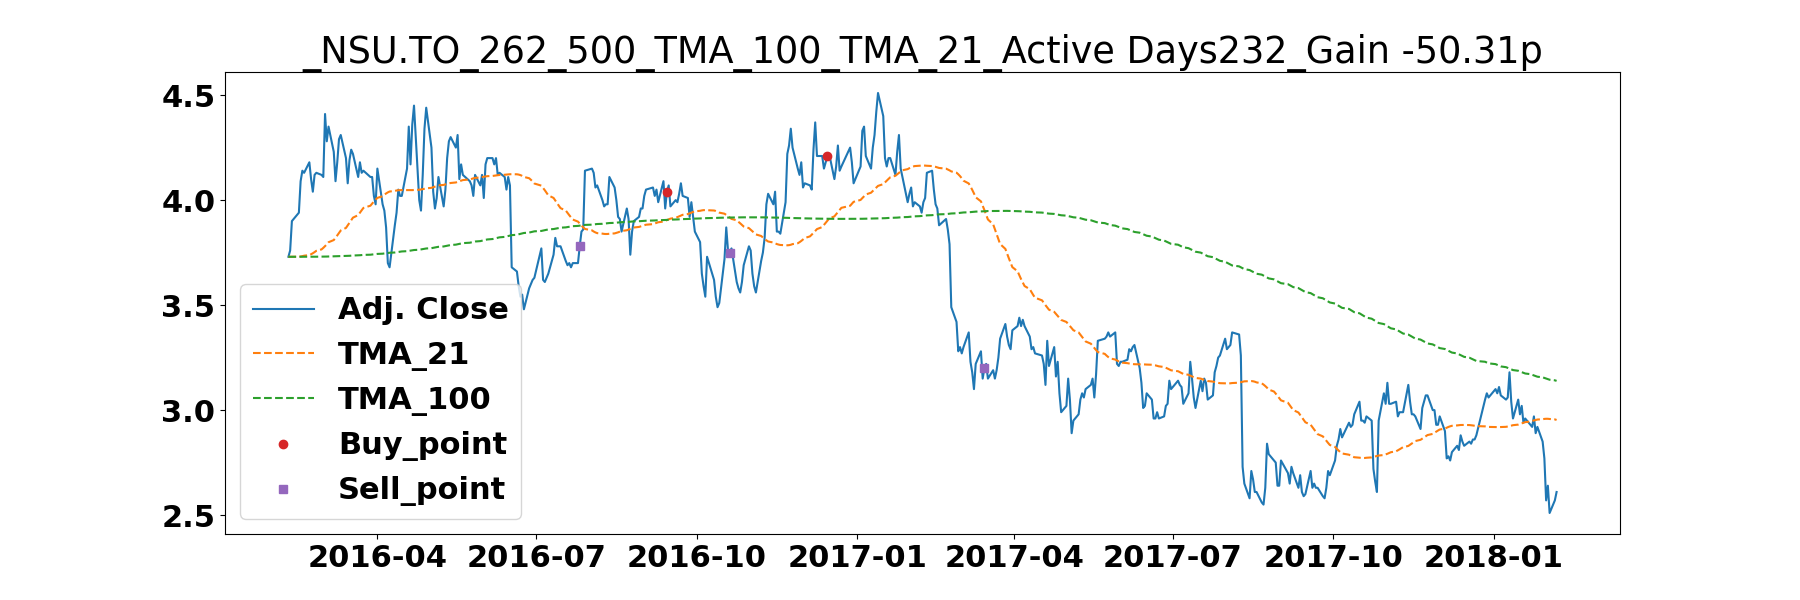 _NSU.TO_262_500_TMA_100_TMA_21_Active Days232_Gain -50.31p
4.5
4.0
3.5
3.0
2.5
Adj. Close
TMA_21
TMA_100
Buy_point
Sell_point
2016-04 2016-07 2016-10 2017-01 2017-04 2017-07 2017-10 2018-01